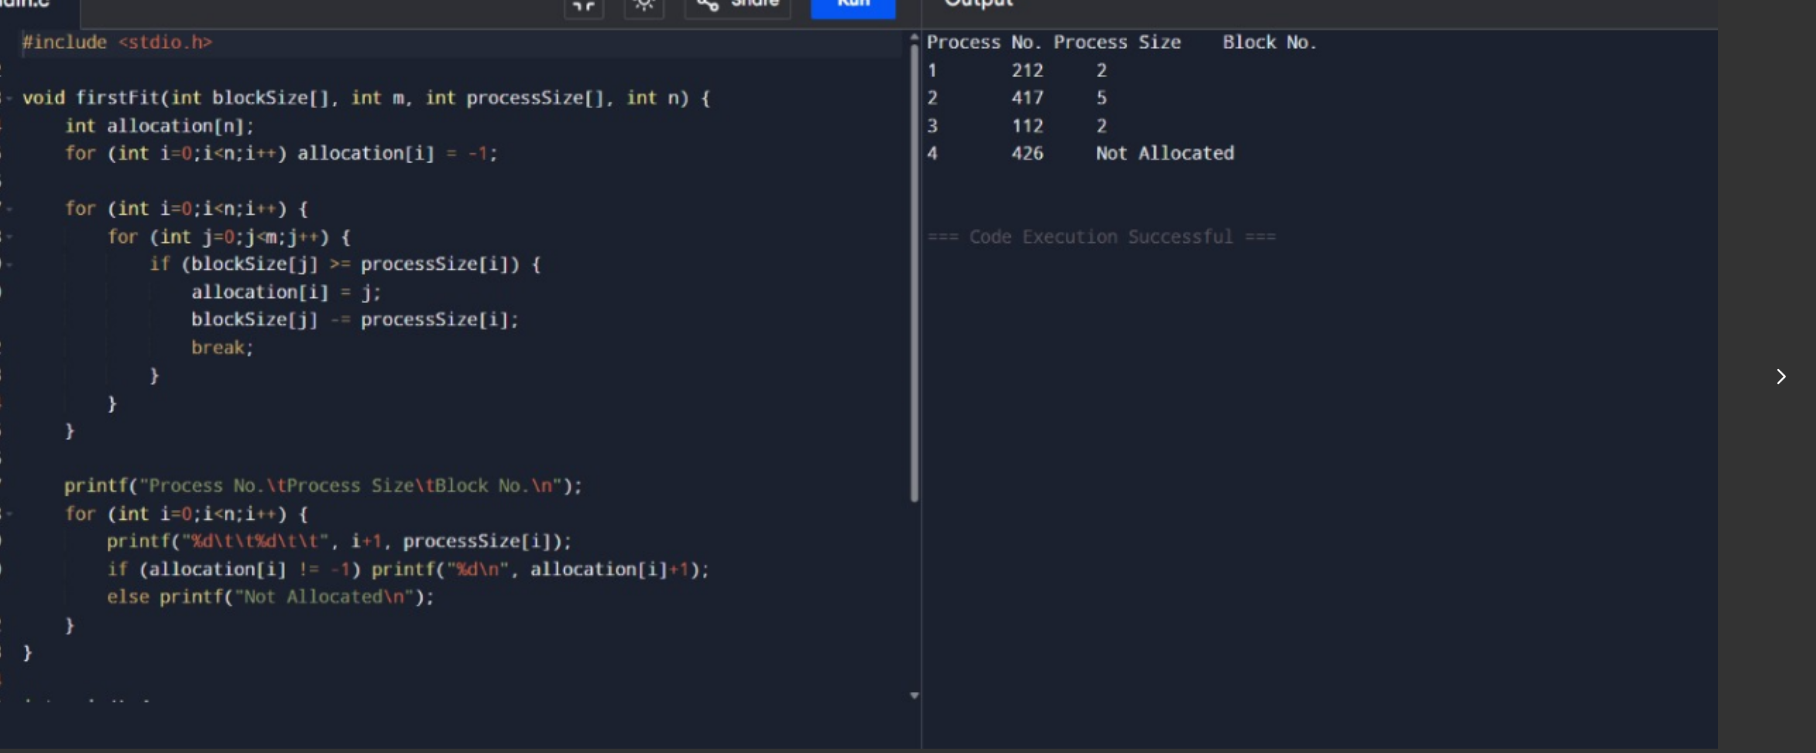 Share
Run
Output
#include <stdio.h>
void firstFit(int blockSize[], int m, int processSize[], int n) {
    int allocation[n];
    for (int i=0;i<n;i++) allocation[i] = -1;
    for (int i=0;i<n;i++) {
        for (int j=0;j<m;j++) {
            if (blockSize[j] >= processSize[i]) {
                allocation[i] = j;
                blockSize[j] -= processSize[i];
                break;
            }
        }
    }
    printf("Process No.\tProcess Size\tBlock No.\n");
    for (int i=0;i<n;i++) {
        printf("%d\t\t%d\t\t", i+1, processSize[i]);
        if (allocation[i] != -1) printf("%d\n", allocation[i]+1);
        else printf("Not Allocated\n");
    }
}
Process No. Process Size    Block No.
1       212     2
2       417     5
3       112     2
4       426     Not Allocated
=== Code Execution Successful ===